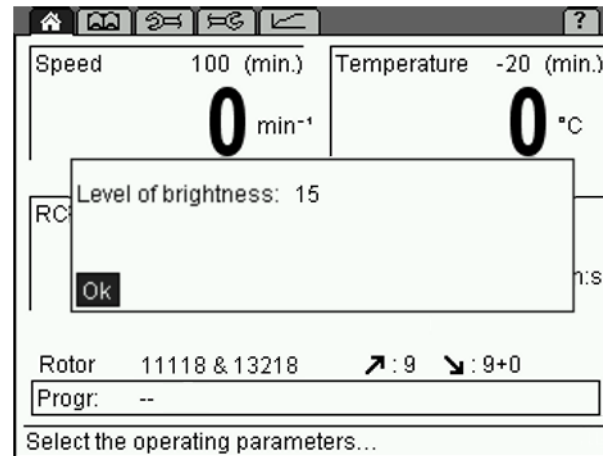 ?
Speed 100 (min.) Temperature -20 (min.)
0 min⁻¹ 0 °C
Level of brightness: 15
RC
Ok
Rotor 11118 & 13218 ↗ : 9 ↘ : 9+0
Progr: --
Select the operating parameters...